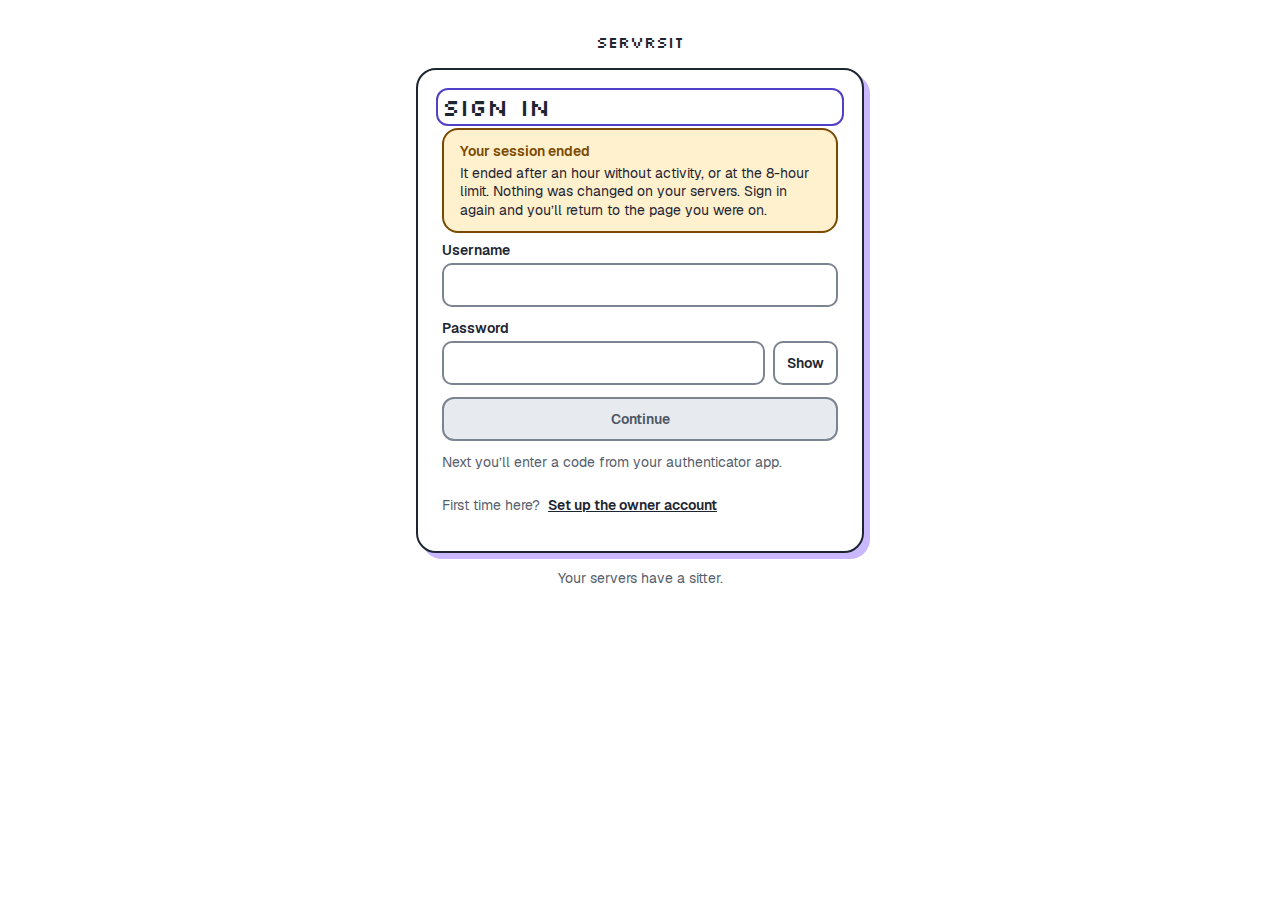 SERVRSIT
SIGN IN
Your session ended
It ended after an hour without activity, or at the 8-hour
limit. Nothing was changed on your servers. Sign in
again and you'll return to the page you were on.
Username
Password
Show
Continue
Next you'll enter a code from your authenticator app.
First time here? Set up the owner account
Your servers have a sitter.